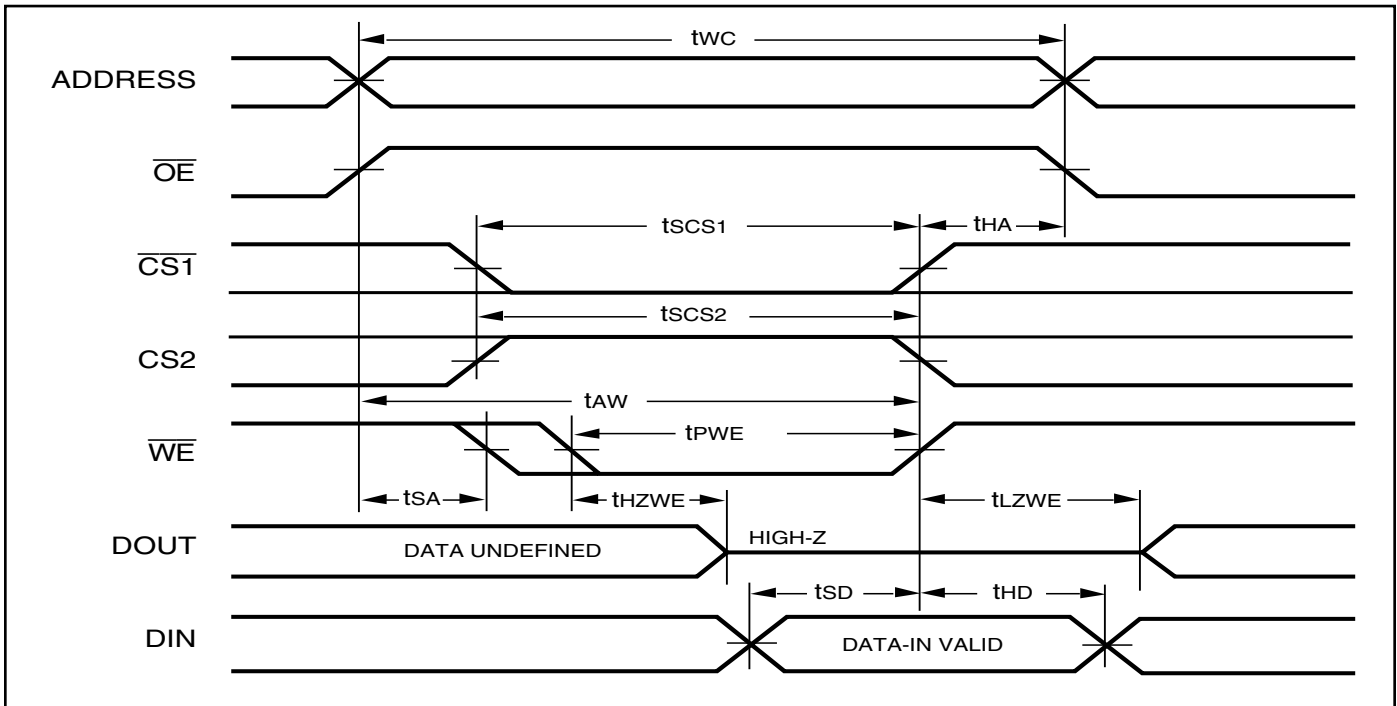 tWC
ADDRESS
OE
tSCS1
tHA
CS1
tSCS2
CS2
tAW
WE
tPWE
tSA
tHZWE
tLZWE
DOUT
DATA UNDEFINED
HIGH-Z
tSD
tHD
DIN
DATA-IN VALID